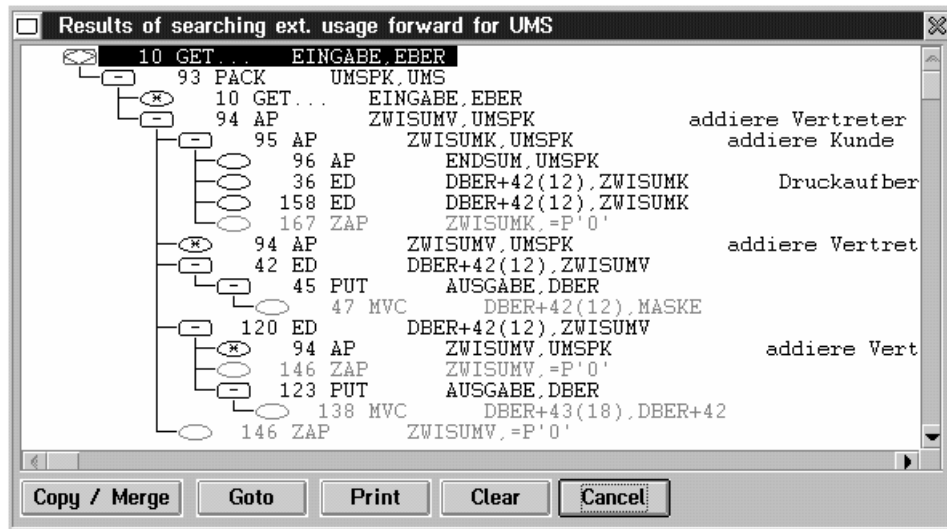 Results of searching ext. usage forward for UMS
10 GET... EINGABE,EBER
93 PACK UMSPK,UMS
10 GET... EINGABE,EBER
94 AP ZWISUMV,UMSPK addiere Vertreter
95 AP ZWISUMK,UMSPK addiere Kunde
96 AP ENDSUM,UMSPK
36 ED DBER+42(12),ZWISUMK Druckaufber
158 ED DBER+42(12),ZWISUMK
167 ZAP ZWISUMK,=P'0'
94 AP ZWISUMV,UMSPK addiere Vertret
42 ED DBER+42(12),ZWISUMV
45 PUT AUSGABE,DBER
47 MVC DBER+42(12),MASKE
120 ED DBER+42(12),ZWISUMV
94 AP ZWISUMV,UMSPK addiere Vert
146 ZAP ZWISUMV,=P'0'
123 PUT AUSGABE,DBER
138 MVC DBER+43(18),DBER+42
146 ZAP ZWISUMV,=P'0'
Copy / Merge Goto Print Clear Cancel